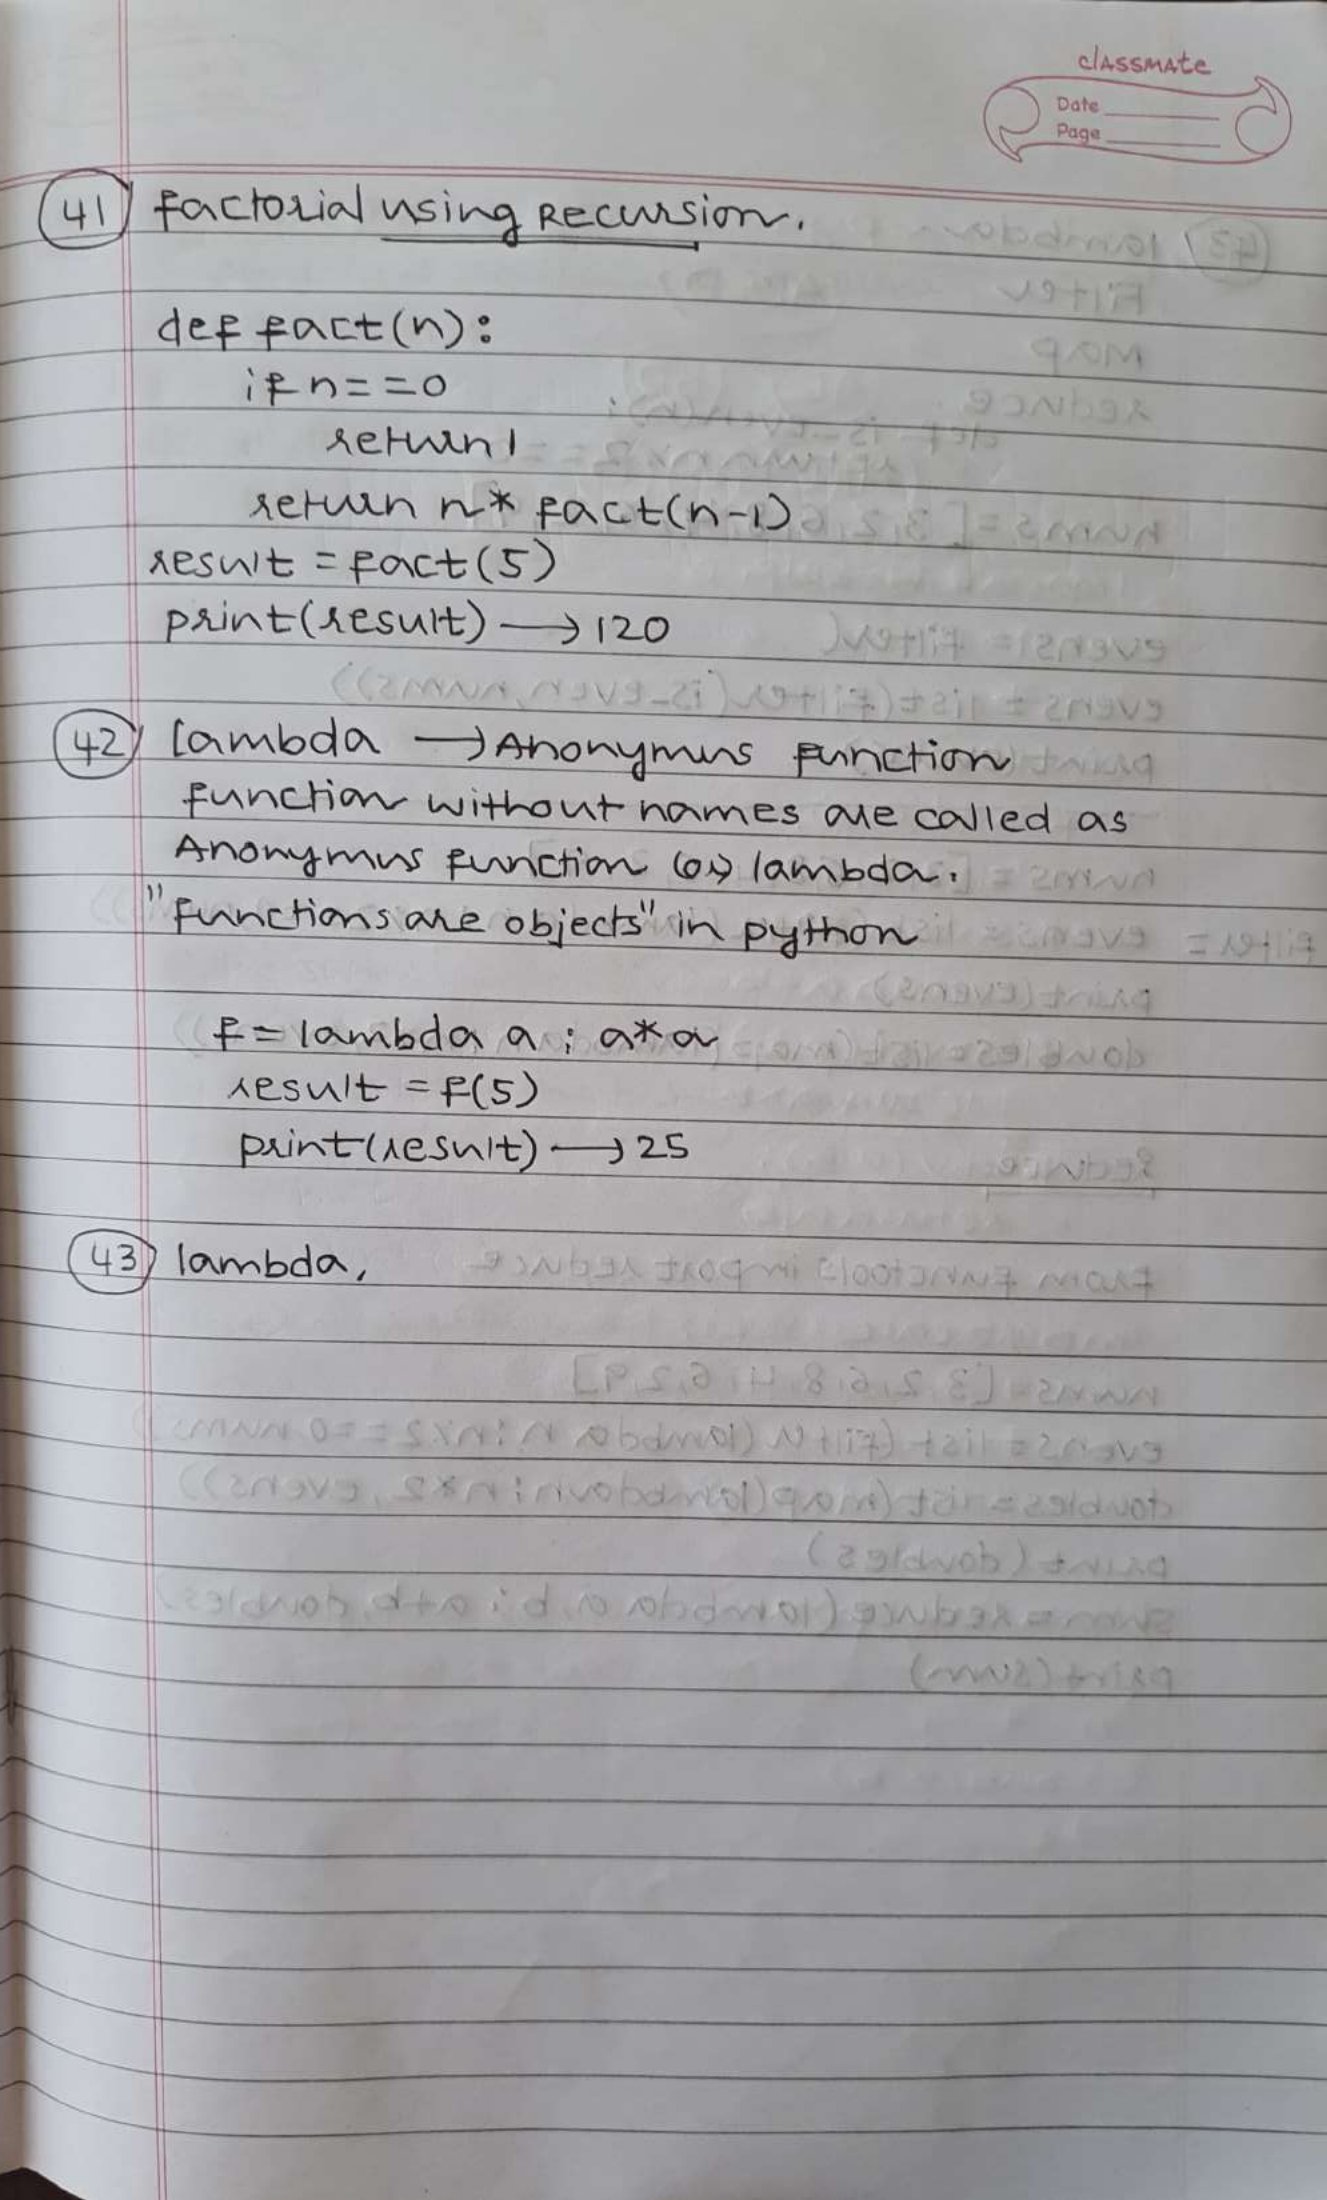 classmate
Date
Page
41) factorial using Recursion.
def fact(n):
if n==0
return 1
return n* fact(n-1)
result = fact(5)
print(result) → 120
42) lambda → Anonymus function
function without names are called as
Anonymus function (or) lambda.
"functions are objects" in python
f = lambda a : a*a
result = f(5)
print(result) → 25
43) lambda,